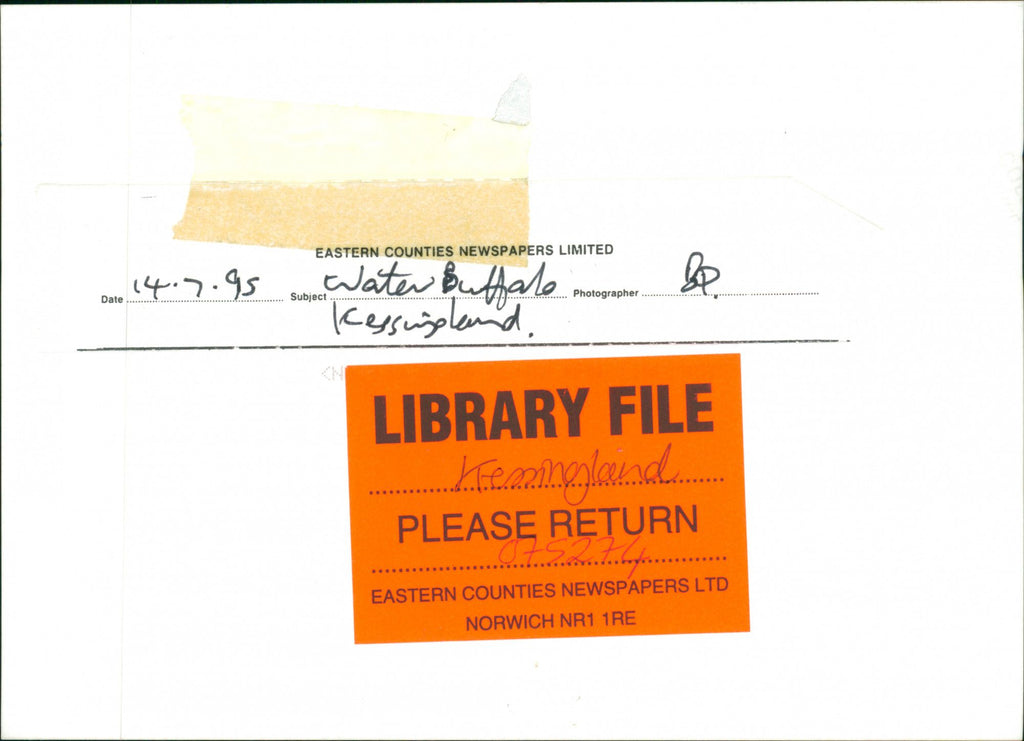 EASTERN COUNTIES NEWSPAPERS LIMITED
Date 14.7.95 Subject Water Buffalo Photographer BP.
Kessingland.
LIBRARY FILE
Kessingland
PLEASE RETURN
075274
EASTERN COUNTIES NEWSPAPERS LTD
NORWICH NR1 1RE